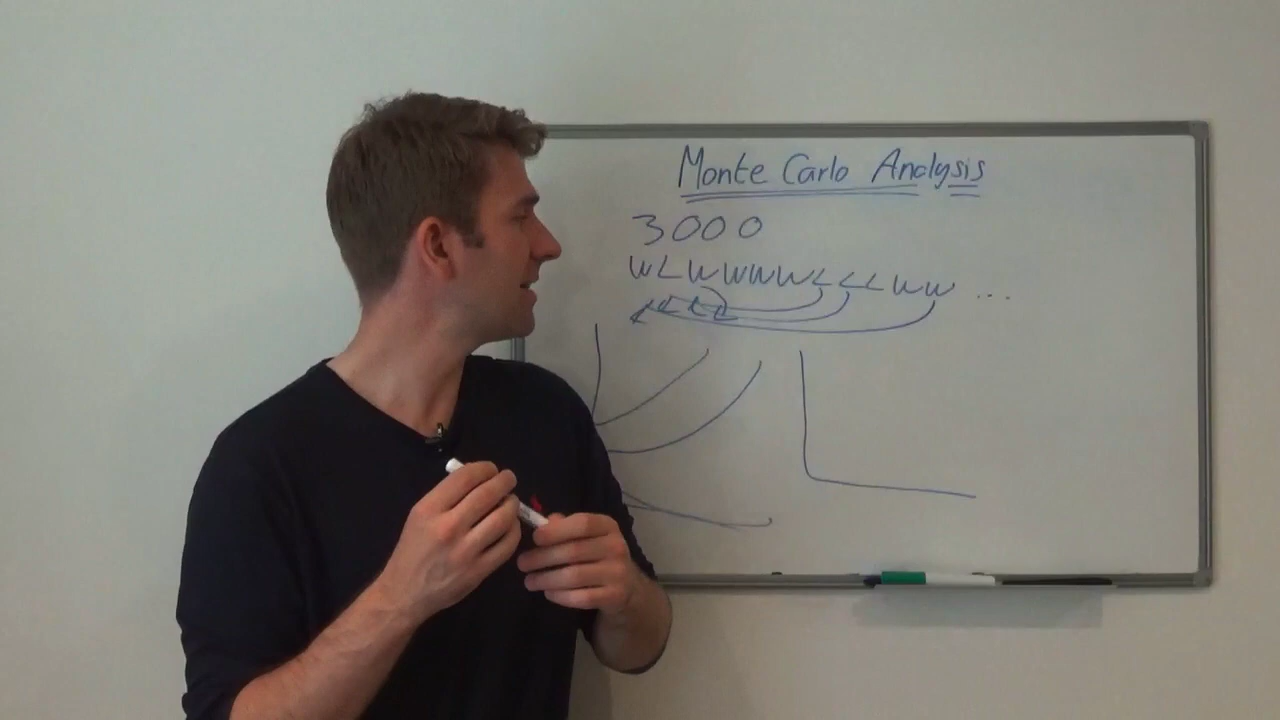 Monte Carlo Analysis
3000
W L W W W W L L L W W ...
L L L L